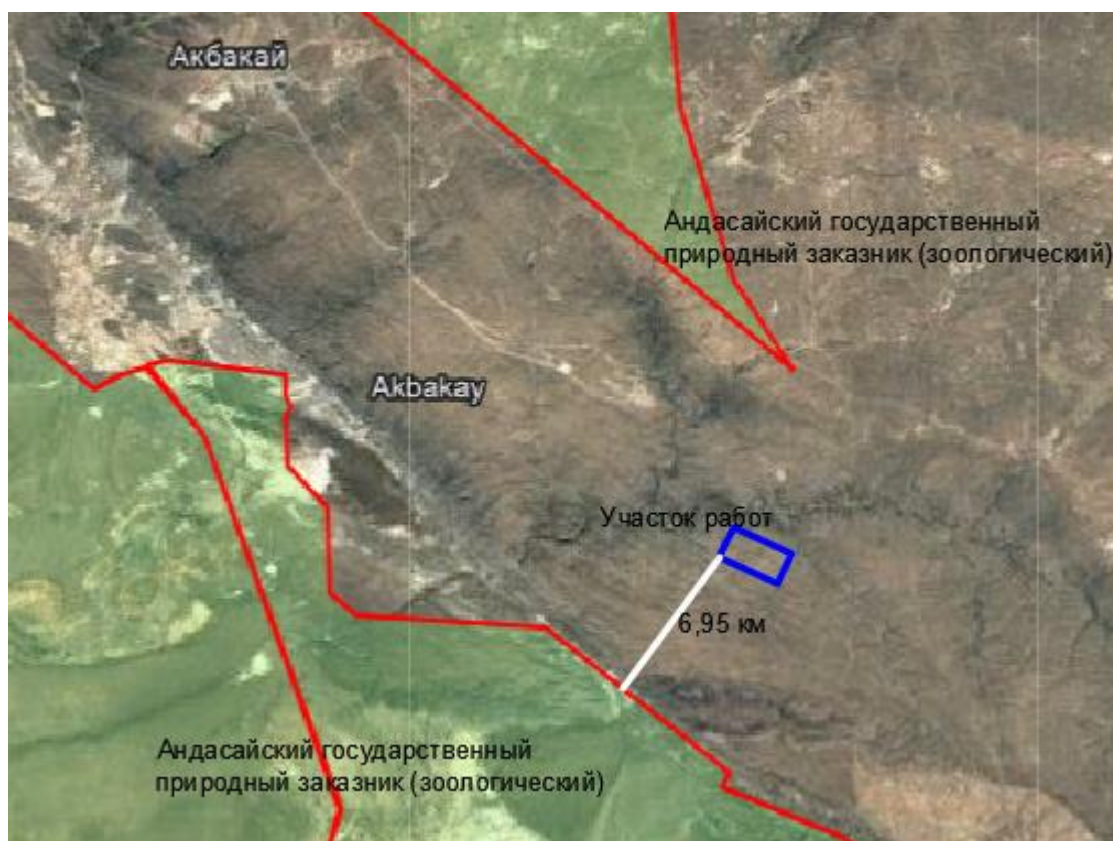 Акбакай
Андасайский государственный
природный заказник (зоологический)
Akbakay
Участок работ
6,95 км
Андасайский государственный
природный заказник (зоологический)